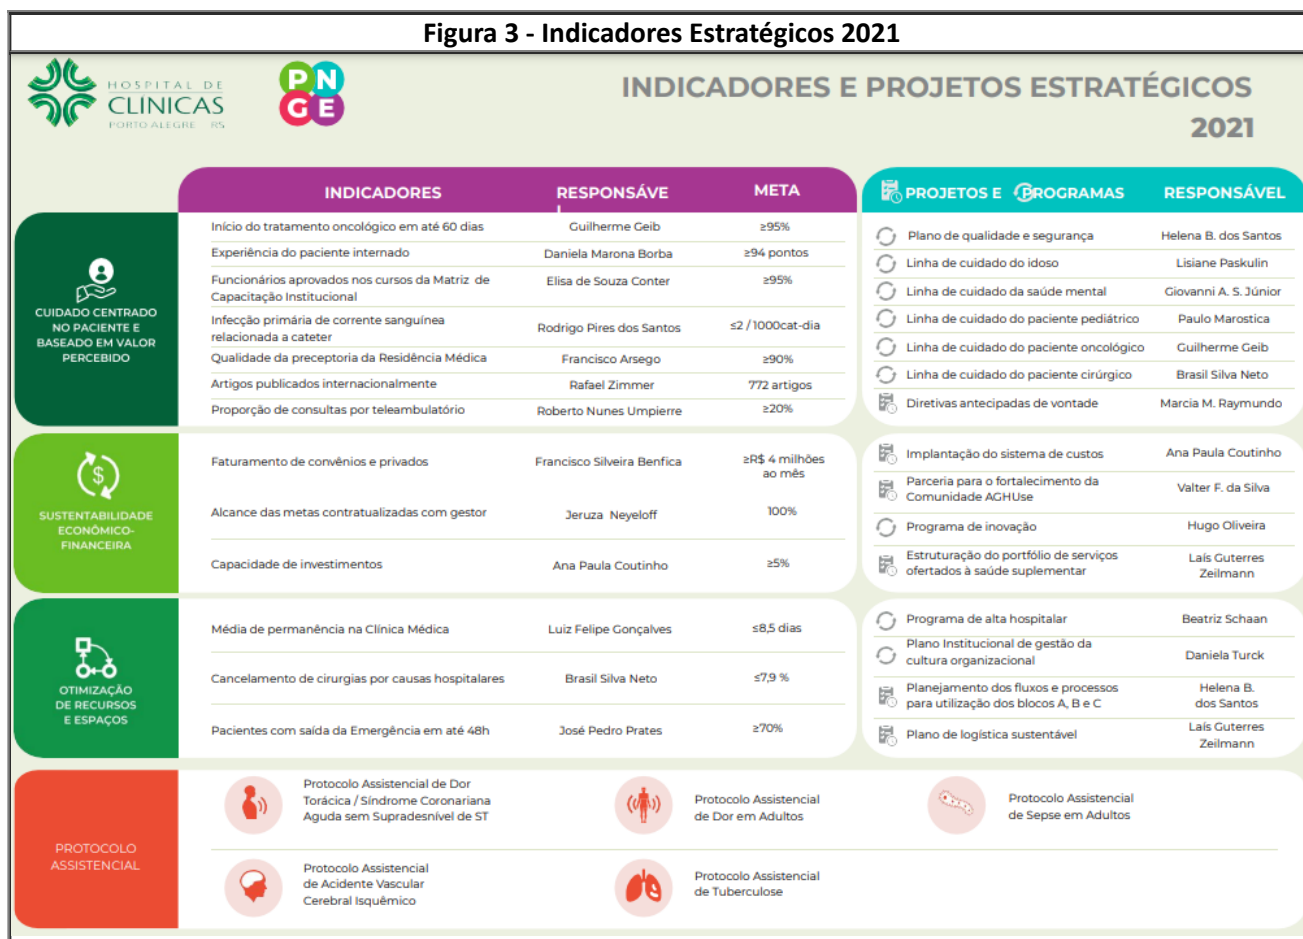 Figura 3 - Indicadores Estratégicos 2021
HOSPITAL DE
CLÍNICAS
PORTO ALEGRE RS
PN
GE
INDICADORES E PROJETOS ESTRATÉGICOS
2021
INDICADORES RESPONSÁVE META
PROJETOS E PROGRAMAS RESPONSÁVEL
CUIDADO CENTRADO
NO PACIENTE E
BASEADO EM VALOR
PERCEBIDO
Início do tratamento oncológico em até 60 dias Guilherme Geib ≥95%
Experiência do paciente internado Daniela Marona Borba ≥94 pontos
Funcionários aprovados nos cursos da Matriz de
Capacitação Institucional Elisa de Souza Conter ≥95%
Infecção primária de corrente sanguínea
relacionada a cateter Rodrigo Pires dos Santos ≤2 / 1000cat-dia
Qualidade da preceptoria da Residência Médica Francisco Arsego ≥90%
Artigos publicados internacionalmente Rafael Zimmer 772 artigos
Proporção de consultas por teleambulatório Roberto Nunes Umpierre ≥20%
Plano de qualidade e segurança Helena B. dos Santos
Linha de cuidado do idoso Lisiane Paskulin
Linha de cuidado da saúde mental Giovanni A. S. Júnior
Linha de cuidado do paciente pediátrico Paulo Marostica
Linha de cuidado do paciente oncológico Guilherme Geib
Linha de cuidado do paciente cirúrgico Brasil Silva Neto
Diretivas antecipadas de vontade Marcia M. Raymundo
SUSTENTABILIDADE
ECONÔMICO-
FINANCEIRA
Faturamento de convênios e privados Francisco Silveira Benfica ≥R$ 4 milhões
ao mês
Alcance das metas contratualizadas com gestor Jeruza Neyeloff 100%
Capacidade de investimentos Ana Paula Coutinho ≥5%
Implantação do sistema de custos Ana Paula Coutinho
Parceria para o fortalecimento da
Comunidade AGHUse Valter F. da Silva
Programa de inovação Hugo Oliveira
Estruturação do portfólio de serviços Laís Guterres
ofertados à saúde suplementar Zeilmann
OTIMIZAÇÃO
DE RECURSOS
E ESPAÇOS
Média de permanência na Clínica Médica Luiz Felipe Gonçalves ≤8,5 dias
Cancelamento de cirurgias por causas hospitalares Brasil Silva Neto ≤7,9 %
Pacientes com saída da Emergência em até 48h José Pedro Prates ≥70%
Programa de alta hospitalar Beatriz Schaan
Plano Institucional de gestão da
cultura organizacional Daniela Turck
Planejamento dos fluxos e processos Helena B.
para utilização dos blocos A, B e C dos Santos
Plano de logística sustentável Laís Guterres
Zeilmann
PROTOCOLO
ASSISTENCIAL
Protocolo Assistencial de Dor
Torácica / Síndrome Coronariana
Aguda sem Supradesnível de ST
Protocolo Assistencial
de Dor em Adultos
Protocolo Assistencial
de Sepse em Adultos
Protocolo Assistencial
de Acidente Vascular
Cerebral Isquêmico
Protocolo Assistencial
de Tuberculose